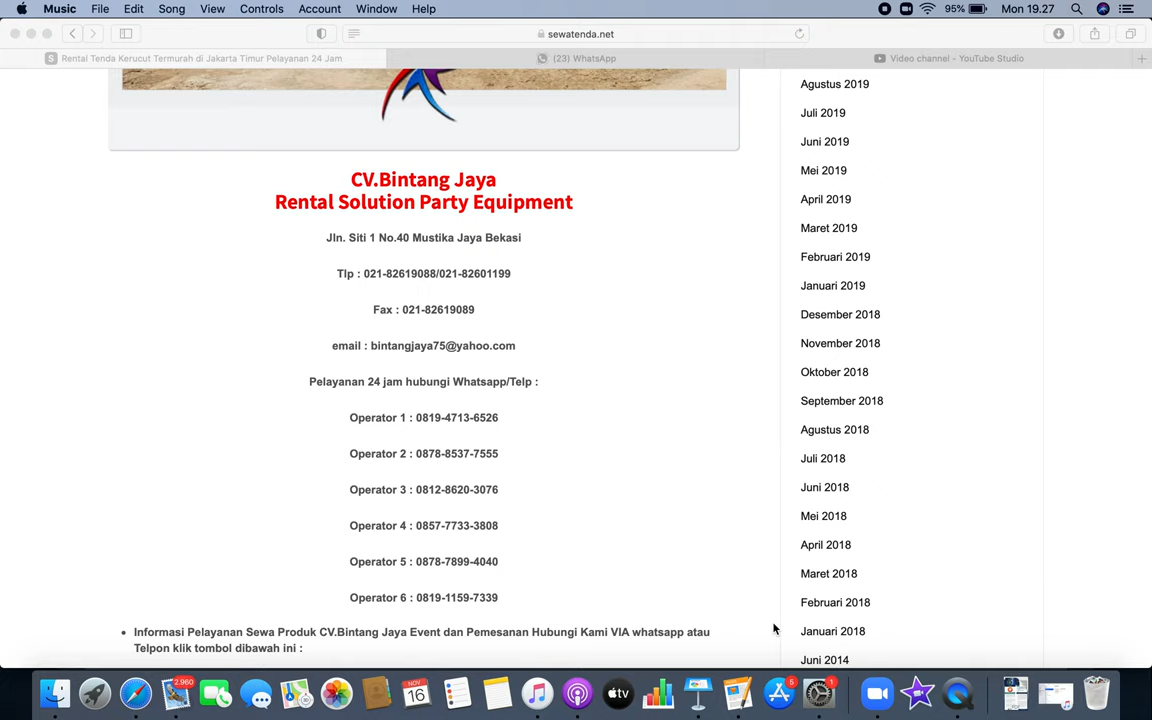 Music File Edit Song View Controls Account Window Help 95% Mon 19.27
sewatenda.net
S Rental Tenda Kerucut Termurah di Jakarta Timur Pelayanan 24 Jam
(23) WhatsApp
Video channel - YouTube Studio
CV.Bintang Jaya
Rental Solution Party Equipment
Jln. Siti 1 No.40 Mustika Jaya Bekasi
Tlp : 021-82619088/021-82601199
Fax : 021-82619089
email : bintangjaya75@yahoo.com
Pelayanan 24 jam hubungi Whatsapp/Telp :
Operator 1 : 0819-4713-6526
Operator 2 : 0878-8537-7555
Operator 3 : 0812-8620-3076
Operator 4 : 0857-7733-3808
Operator 5 : 0878-7899-4040
Operator 6 : 0819-1159-7339
• Informasi Pelayanan Sewa Produk CV.Bintang Jaya Event dan Pemesanan Hubungi Kami VIA whatsapp atau
Telpon klik tombol dibawah ini :
Agustus 2019
Juli 2019
Juni 2019
Mei 2019
April 2019
Maret 2019
Februari 2019
Januari 2019
Desember 2018
November 2018
Oktober 2018
September 2018
Agustus 2018
Juli 2018
Juni 2018
Mei 2018
April 2018
Maret 2018
Februari 2018
Januari 2018
Juni 2014
2.960
NOV
16
tv
5
1